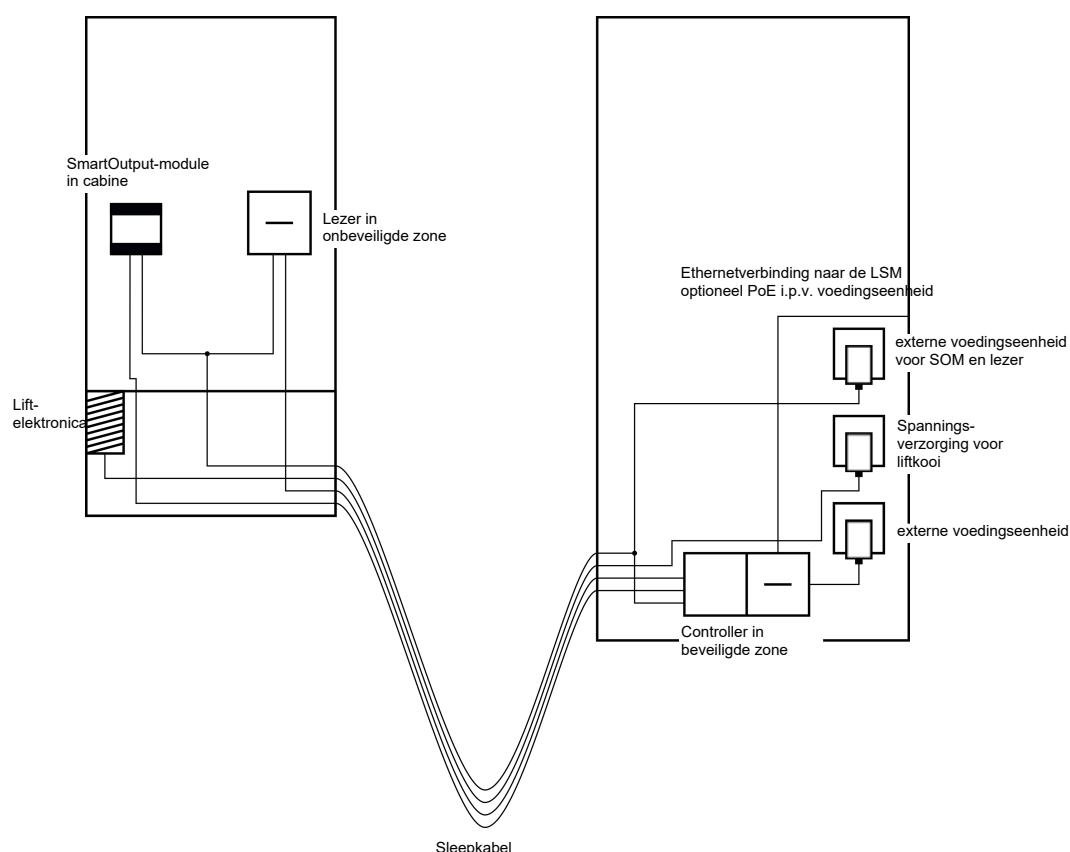 SmartOutput-module
in cabine
Lezer in
onbeveiligde zone
Lift-
elektronica
Ethernetverbinding naar de LSM
optioneel PoE i.p.v. voedingseenheid
externe voedingseenheid
voor SOM en lezer
Spannings-
verzorging voor
liftkooi
externe voedingseenheid
Controller in
beveiligde zone
Sleepkabel